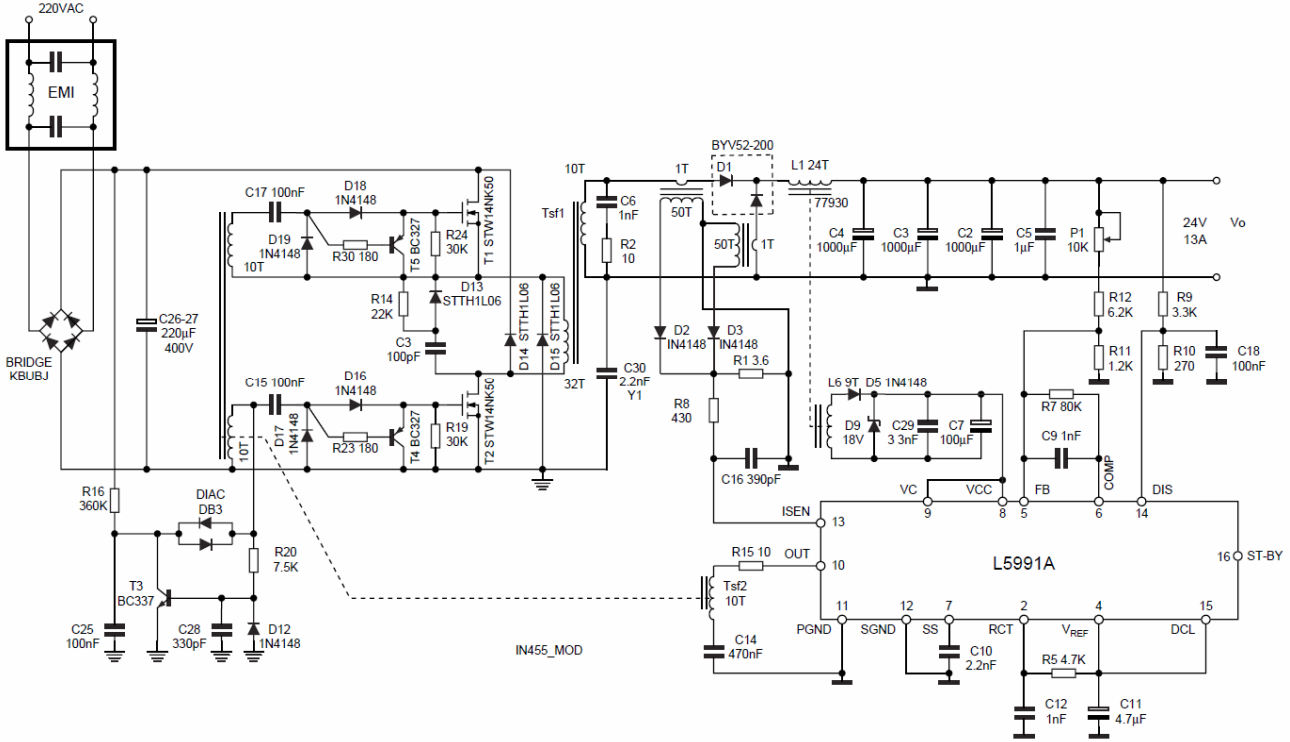 220VAC
EMI
BRIDGE
KBUBJ
C26-27
220µF
400V
C17 100nF
D18
1N4148
D19
1N4148
R30 180
10T
T5 BC327
R24
30K
T1 STW14NK50
R14
22K
D13
STTH1L06
C3
100pF
D14 STTH1L06
D15 STTH1L06
C15 100nF
D16
1N4148
D17
1N4148
R23 180
10T
T4 BC327
R19
30K
T2 STW14NK50
10T
Tsf1
32T
C6
1nF
R2
10
C30
2.2nF
Y1
1T
50T
BYV52-200
D1
50T
1T
L1 24T
77930
C4
1000µF
C3
1000µF
C2
1000µF
C5
1µF
P1
10K
24V
13A
Vo
R12
6.2K
R9
3.3K
R11
1.2K
R10
270
C18
100nF
D2
IN4148
D3
IN4148
R1 3.6
R8
430
C16 390pF
L6 9T
D5 1N4148
D9
18V
C29
3 3nF
C7
100µF
R7 80K
C9 1nF
COMP
VC
VCC
FB
DIS
9
8
5
6
14
ISEN
13
OUT
10
R15 10
L5991A
16
ST-BY
11
12
7
2
4
15
PGND
SGND
SS
RCT
VREF
DCL
R16
360K
DIAC
DB3
R20
7.5K
T3
BC337
C25
100nF
C28
330pF
D12
1N4148
Tsf2
10T
C14
470nF
IN455_MOD
C10
2.2nF
R5 4.7K
C12
1nF
C11
4.7µF